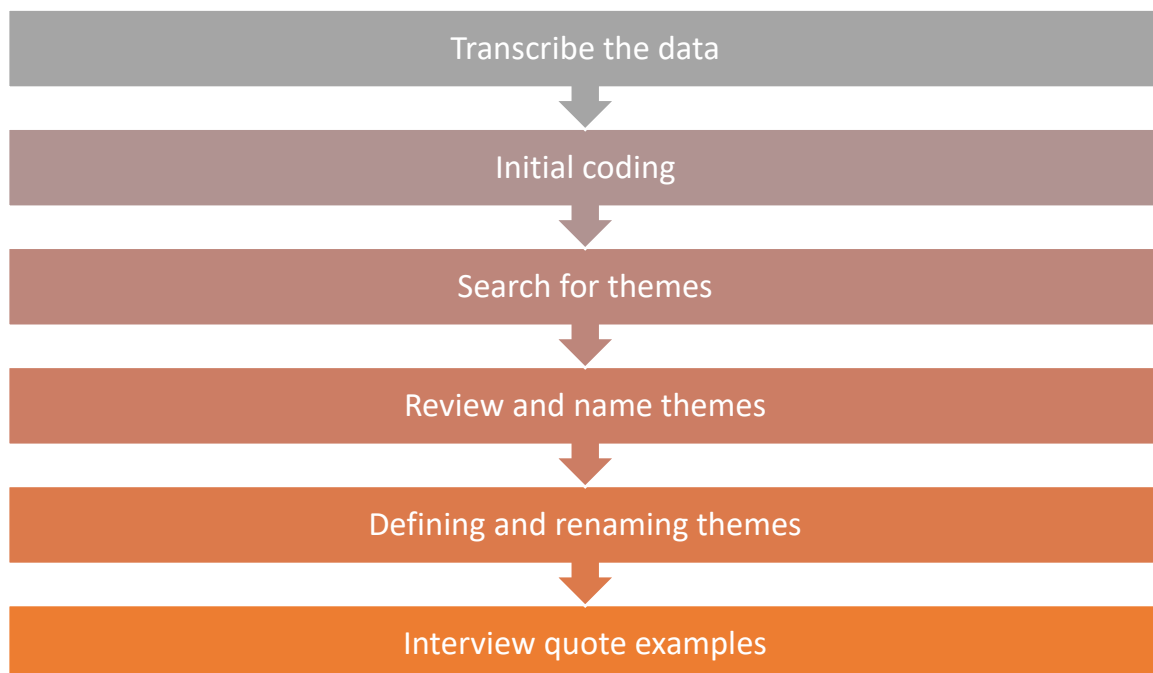 Transcribe the data
Initial coding
Search for themes
Review and name themes
Defining and renaming themes
Interview quote examples